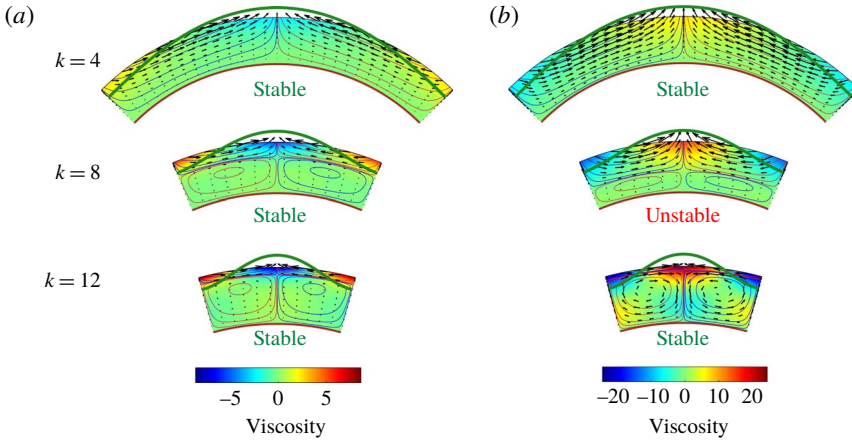 (a) (b)
k = 4
Stable Stable
k = 8
Stable Unstable
k = 12
Stable Stable
–5 0 5 –20 –10 0 10 20
Viscosity Viscosity